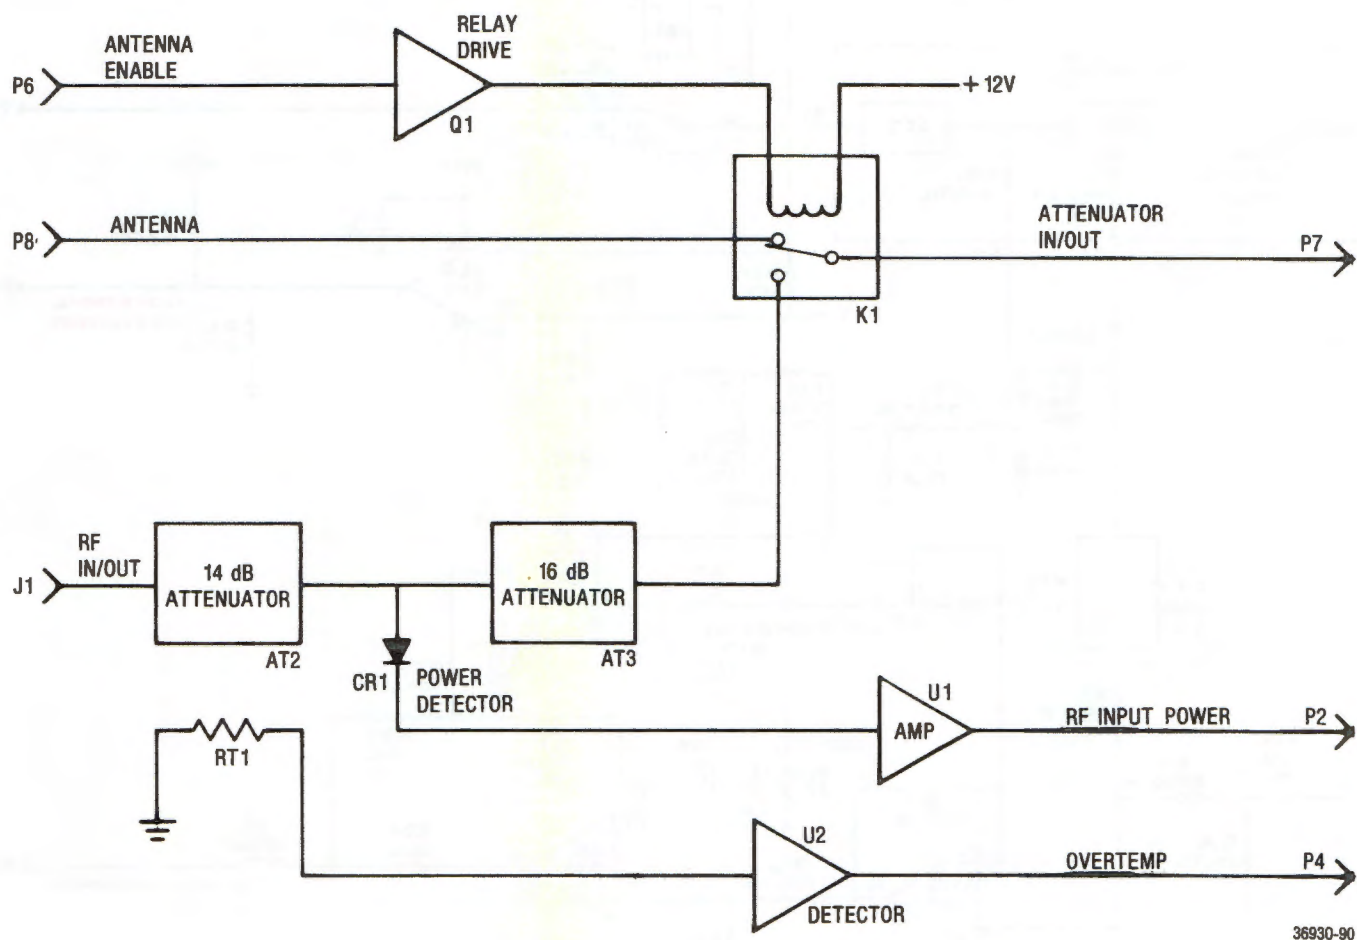 ANTENNA
ENABLE
P6
RELAY
DRIVE
Q1
+12V
P8
ANTENNA
ATTENUATOR
IN/OUT
P7
K1
RF
IN/OUT
J1
14 dB
ATTENUATOR
AT2
16 dB
ATTENUATOR
AT3
CR1
POWER
DETECTOR
RT1
U1
AMP
RF INPUT POWER
P2
U2
DETECTOR
OVERTEMP
P4
36930-90